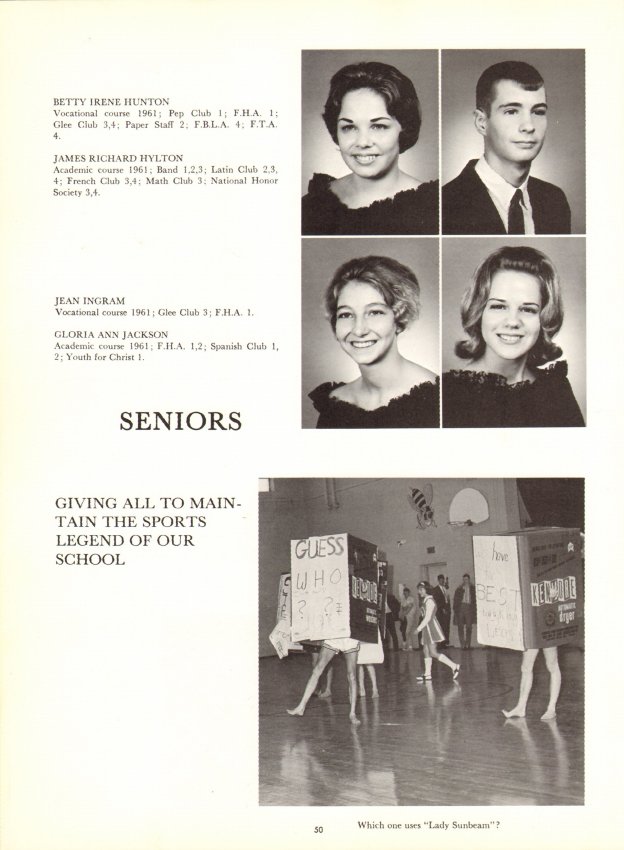 BETTY IRENE HUNTON
Vocational course 1961; Pep Club 1; F.H.A. 1;
Glee Club 3,4; Paper Staff 2; F.B.L.A. 4; F.T.A.
4.
JAMES RICHARD HYLTON
Academic course 1961; Band 1,2,3; Latin Club 2,3,
4; French Club 3,4; Math Club 3; National Honor
Society 3,4.
JEAN INGRAM
Vocational course 1961; Glee Club 3; F.H.A. 1.
GLORIA ANN JACKSON
Academic course 1961; F.H.A. 1,2; Spanish Club 1,
2; Youth for Christ 1.
SENIORS
GIVING ALL TO MAIN-
TAIN THE SPORTS
LEGEND OF OUR
SCHOOL
GUESS
WHO
? ?
have
BEST
KENMORE
AUTOMATIC
dryer
50
Which one uses "Lady Sunbeam"?